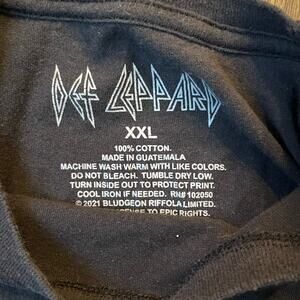 DEF LEPPARD
XXL
100% COTTON.
MADE IN GUATEMALA
MACHINE WASH WARM WITH LIKE COLORS.
DO NOT BLEACH. TUMBLE DRY LOW.
TURN INSIDE OUT TO PROTECT PRINT.
COOL IRON IF NEEDED. RN# 102050
© 2021 BLUDGEON RIFFOLA LIMITED.
TO EPIC RIGHTS.